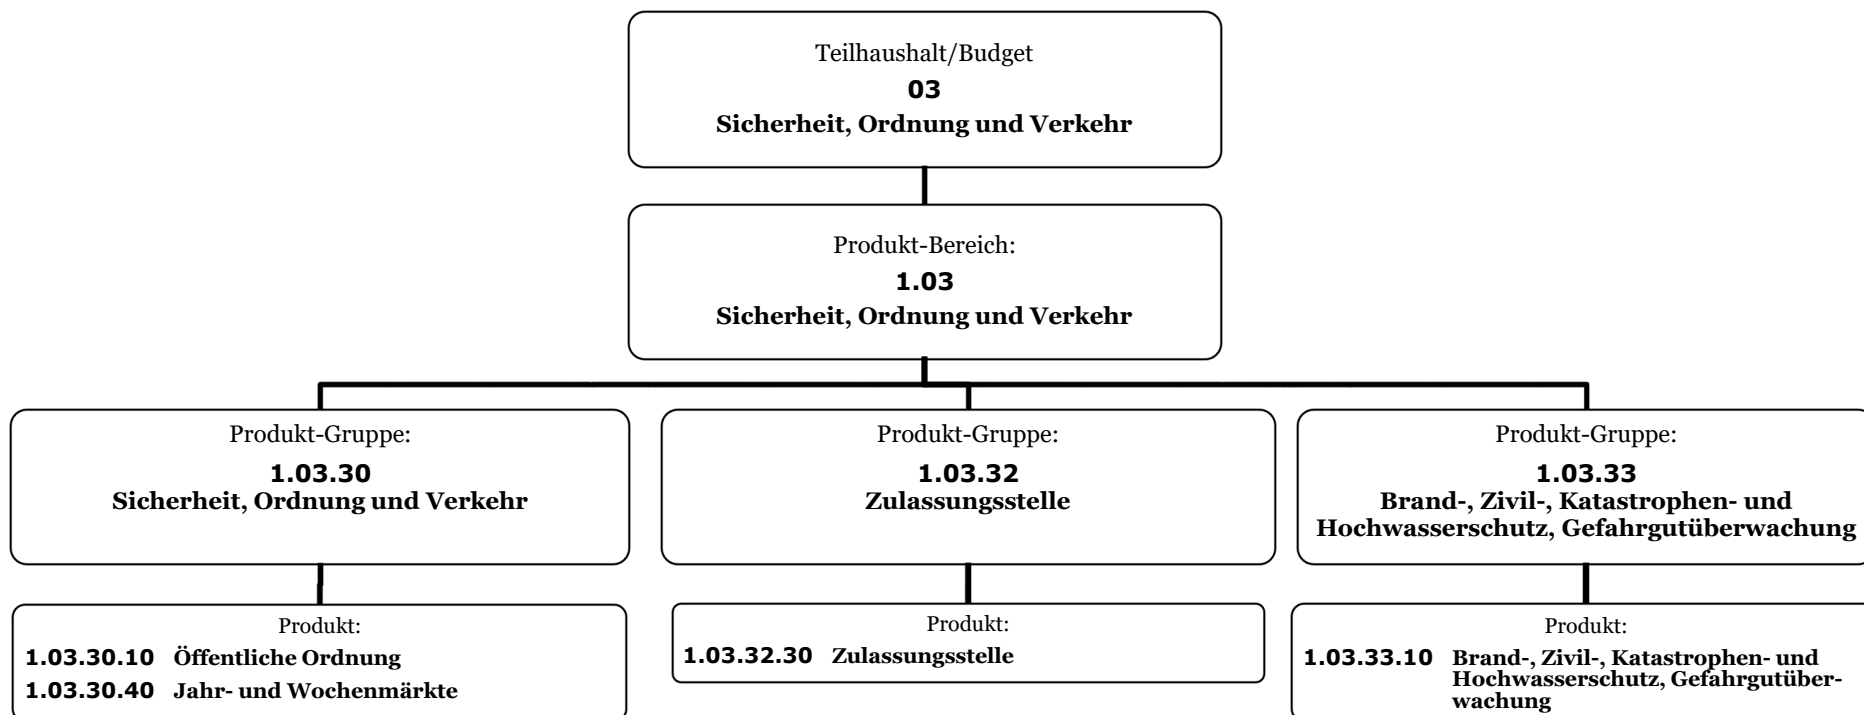 Teilhaushalt/Budget
03
Sicherheit, Ordnung und Verkehr
Produkt-Bereich:
1.03
Sicherheit, Ordnung und Verkehr
Produkt-Gruppe:
1.03.30
Sicherheit, Ordnung und Verkehr
Produkt-Gruppe:
1.03.32
Zulassungsstelle
Produkt-Gruppe:
1.03.33
Brand-, Zivil-, Katastrophen- und
Hochwasserschutz, Gefahrgutüberwachung
Produkt:
1.03.30.10 Öffentliche Ordnung
1.03.30.40 Jahr- und Wochenmärkte
Produkt:
1.03.32.30 Zulassungsstelle
Produkt:
1.03.33.10 Brand-, Zivil-, Katastrophen- und
Hochwasserschutz, Gefahrgutüber-
wachung